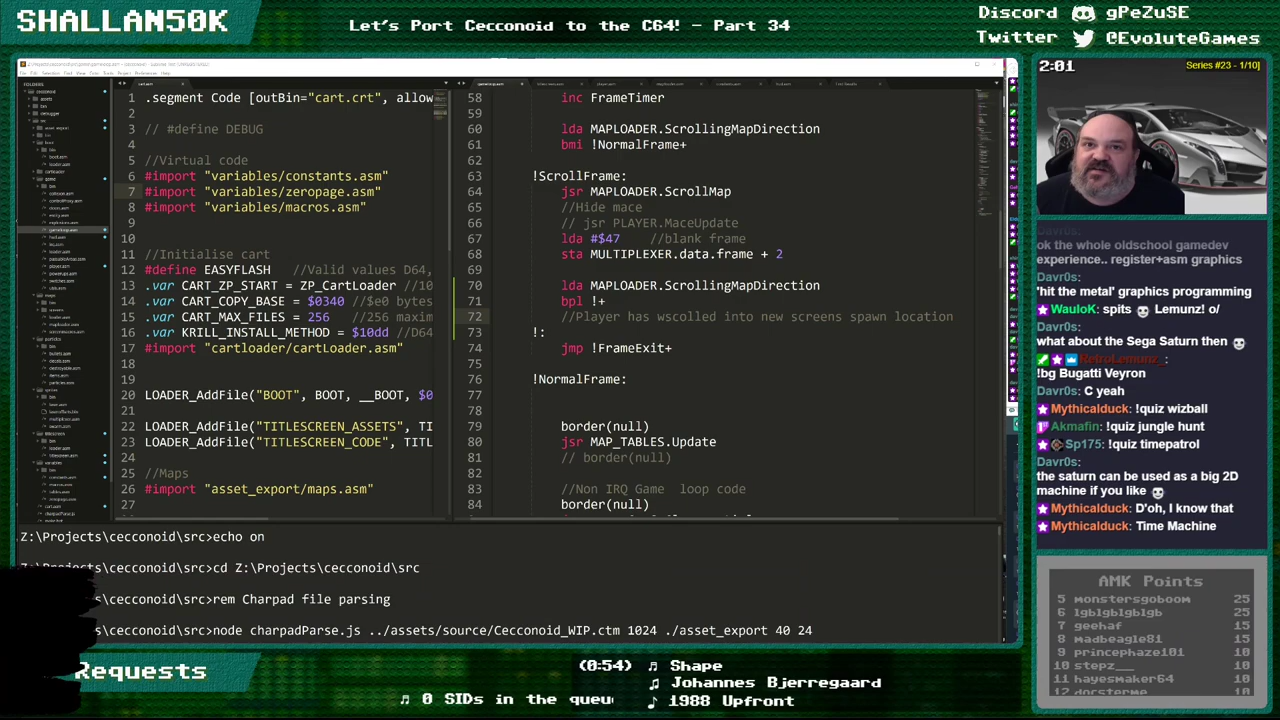 SHALLAN50K
Let's Port Cecconoid to the C64! - Part 34
Discord gPeZuSE
Twitter @EvoluteGames
1 .segment Code [outBin="cart.crt", allow
2
3 // #define DEBUG
4
5 //Virtual code
6 #import "variables/constants.asm"
7 #import "variables/zeropage.asm"
8 #import "variables/macros.asm"
9
10
11 //Initialise cart
12 #define EASYFLASH //Valid values D64,
13 .var CART_ZP_START = ZP_CartLoader //10
14 .var CART_COPY_BASE = $0340 //$e0 bytes
15 .var CART_MAX_FILES = 256 //256 maxim
16 .var KRILL_INSTALL_METHOD = $10dd //D64
17 #import "cartloader/cartLoader.asm"
18
19
20 LOADER_AddFile("BOOT", BOOT, __BOOT, $0
21
22 LOADER_AddFile("TITLESCREEN_ASSETS", TI
23 LOADER_AddFile("TITLESCREEN_CODE", TITL
24
25 //Maps
26 #import "asset_export/maps.asm"
27
58 inc FrameTimer
59
60 lda MAPLOADER.ScrollingMapDirection
61 bmi !NormalFrame+
62
63 !ScrollFrame:
64 jsr MAPLOADER.ScrollMap
65 //Hide mace
66 // jsr PLAYER.MaceUpdate
67 lda #$47 //blank frame
68 sta MULTIPLEXER.data.frame + 2
69
70 lda MAPLOADER.ScrollingMapDirection
71 bpl !+
72 //Player has wscolled into new screens spawn location
73 !:
74 jmp !FrameExit+
75
76 !NormalFrame:
77
78
79 border(null)
80 jsr MAP_TABLES.Update
81 // border(null)
82
83 //Non IRQ Game loop code
84 border(null)
Z:\Projects\cecconoid\src>echo on
\Projects\cecconoid\src>cd Z:\Projects\cecconoid\src
\cecconoid\src>rem Charpad file parsing
\cecconoid\src>node charpadParse.js ../assets/source/Cecconoid_WIP.ctm 1024 ./asset_export 40 24
2:01
Series #23 - 1/10]
Davr0s:
ok the whole oldschool gamedev
experience.. register+asm graphics
Davr0s:
'hit the metal' graphics programming
WauloK: spits Lemunz! o/
Davr0s:
what about the Sega Saturn then
RetroLemunz_:
!bg Bugatti Veyron
Davr0s: C yeah
Mythicalduck: !quiz wizball
Akmafin: !quiz jungle hunt
Sp175: !quiz timepatrol
Davr0s:
the saturn can be used as a big 2D
machine if you like
Mythicalduck: D'oh, I know that
Mythicalduck: Time Machine
AMK Points
5 monstersgoboom 25
6 lgblgblgblgb 25
7 geehaf 15
8 madbeagle81 15
9 princephaze101 10
10 stepz__ 10
11 hayesmaker64 10
12 docsterme 10
Requests
(0:54) Shape
Johannes Bjerregaard
0 SIDs in the queu
1988 Upfront